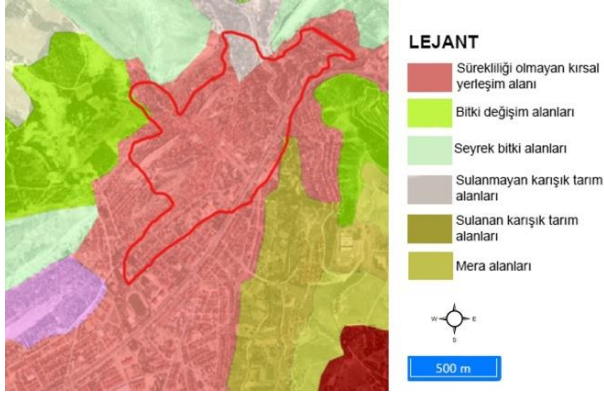 LEJANT
Sürekliliği olmayan kırsal
yerleşim alanı
Bitki değişim alanları
Seyrek bitki alanları
Sulanmayan karışık tarım
alanları
Sulanan karışık tarım
alanları
Mera alanları
N
W E
S
500 m